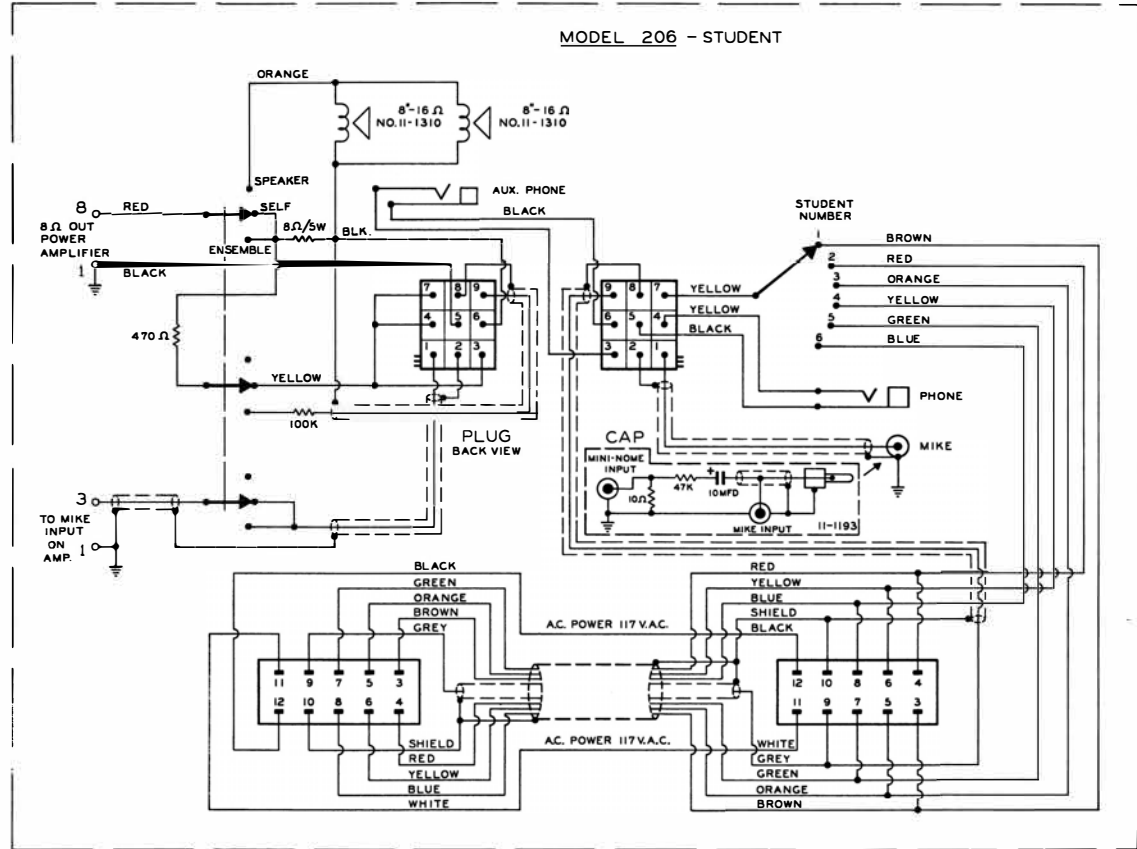 MODEL 206 - STUDENT
ORANGE
8"-16 Ω
NO. 11-1310
8"-16 Ω
NO. 11-1310
SPEAKER
AUX. PHONE
8
RED
SELF
BLACK
STUDENT
NUMBER
8 Ω OUT
POWER
AMPLIFIER
8Ω/5W
BLK.
ENSEMBLE
1
BLACK
BROWN
2
RED
3
ORANGE
4
YELLOW
5
GREEN
6
BLUE
7 8 9
4 5 6
1 2 3
9 8 7
6 5 4
3 2 1
YELLOW
YELLOW
BLACK
470 Ω
YELLOW
100K
PHONE
PLUG
BACK VIEW
CAP
MIKE
MINI-NOME
INPUT
10Ω
47K
+
10MFD
MIKE INPUT
11-1193
3
TO MIKE
INPUT
ON
AMP.
1
BLACK
GREEN
ORANGE
BROWN
GREY
A.C. POWER 117 V.A.C.
RED
YELLOW
BLUE
SHIELD
BLACK
11 9 7 5 3
12 10 8 6 4
12 10 8 6 4
11 9 7 5 3
SHIELD
RED
YELLOW
BLUE
WHITE
A.C. POWER 117 V.A.C.
WHITE
GREY
GREEN
ORANGE
BROWN